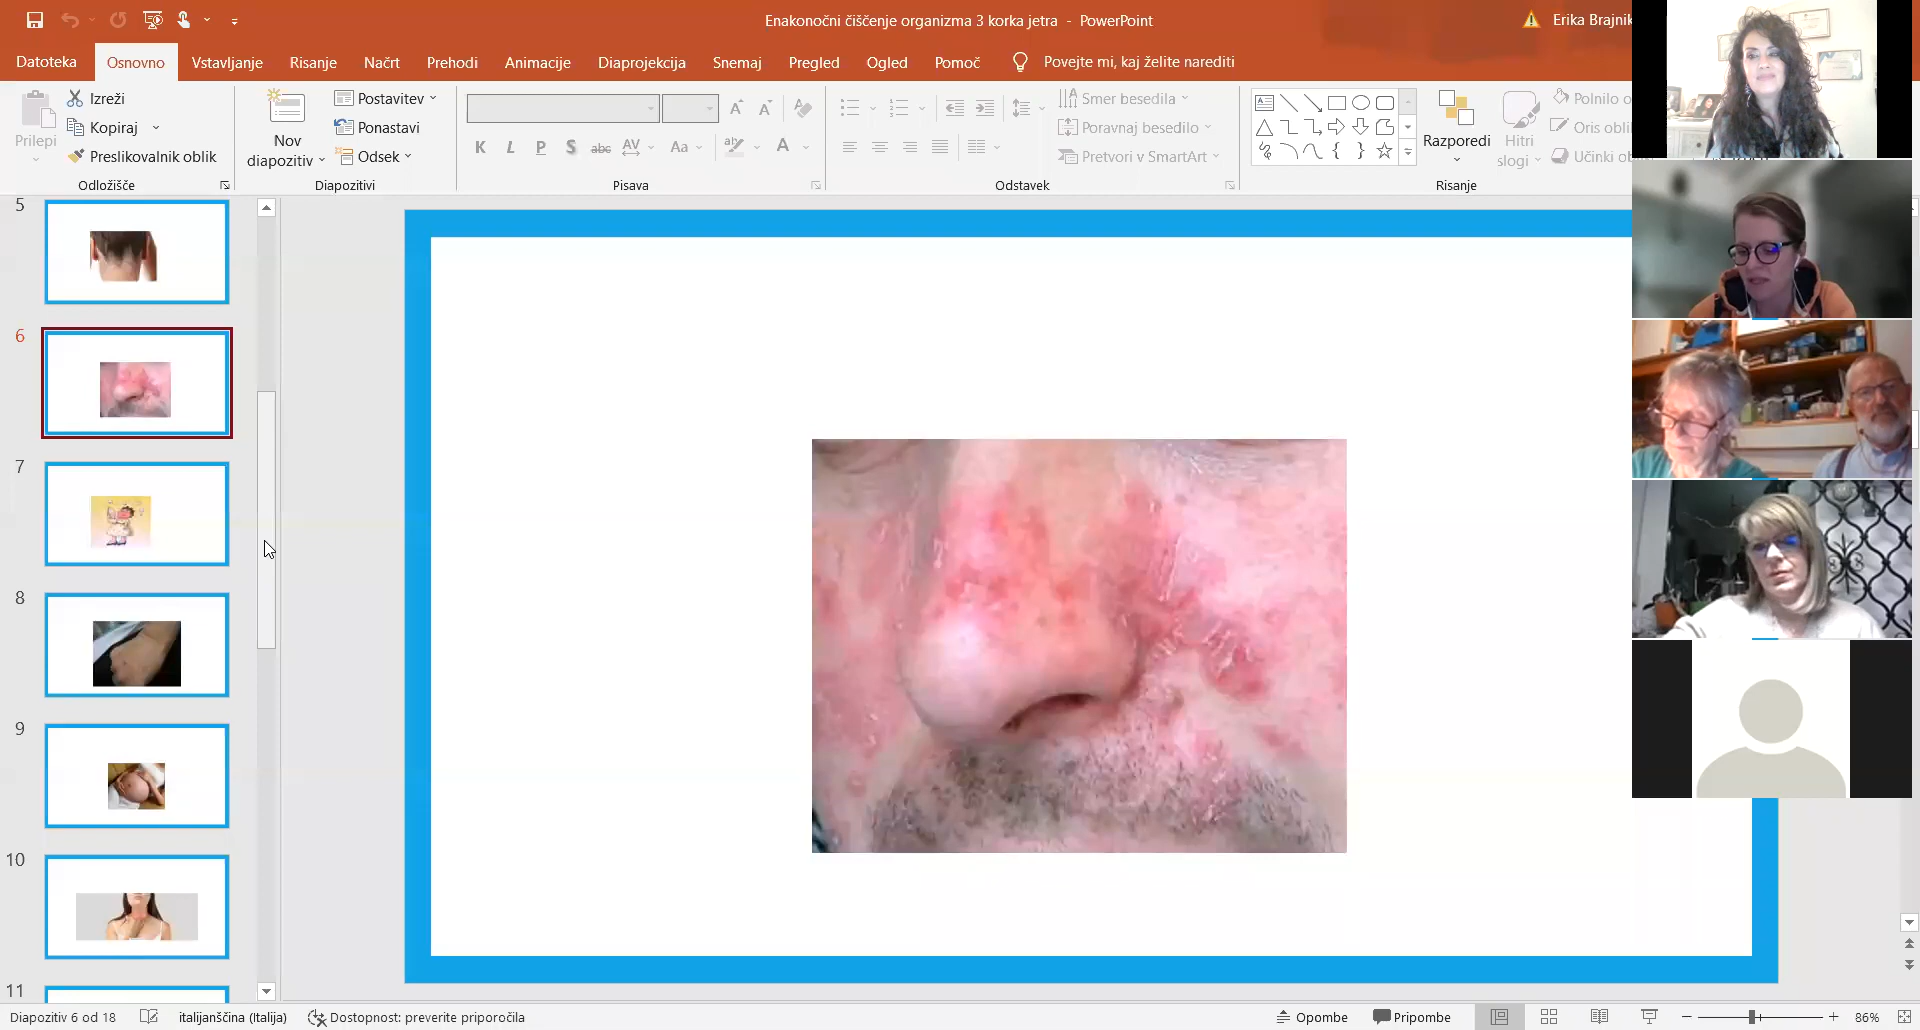 Enakonočni čiščenje organizma 3 korka jetra - PowerPoint
Erika Brajnik
Datoteka Osnovno Vstavljanje Risanje Načrt Prehodi Animacije Diaprojekcija Snemaj Pregled Ogled Pomoč Povejte mi, kaj želite narediti
Prilepi
Izreži
Kopiraj
Preslikovalnik oblik
Odložišče
Nov
diapozitiv
Postavitev
Ponastavi
Odsek
Diapozitivi
K L P S abc AV Aa A
Pisava
Smer besedila
Poravnaj besedilo
Pretvori v SmartArt
Odstavek
Razporedi
Hitri
slogi
Polnilo
Oris
Učinki
Risanje
5
6
7
8
9
10
11
Diapozitiv 6 od 18 italijanščina (Italija) Dostopnost: preverite priporočila Opombe Pripombe 86%